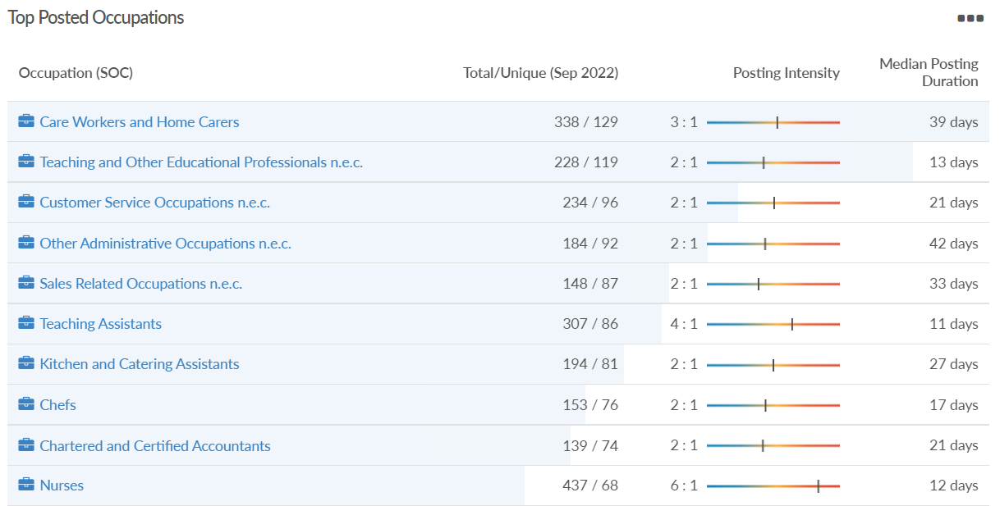 Top Posted Occupations
Occupation (SOC) Total/Unique (Sep 2022) Posting Intensity Median Posting Duration
Care Workers and Home Carers 338 / 129 3 : 1 39 days
Teaching and Other Educational Professionals n.e.c. 228 / 119 2 : 1 13 days
Customer Service Occupations n.e.c. 234 / 96 2 : 1 21 days
Other Administrative Occupations n.e.c. 184 / 92 2 : 1 42 days
Sales Related Occupations n.e.c. 148 / 87 2 : 1 33 days
Teaching Assistants 307 / 86 4 : 1 11 days
Kitchen and Catering Assistants 194 / 81 2 : 1 27 days
Chefs 153 / 76 2 : 1 17 days
Chartered and Certified Accountants 139 / 74 2 : 1 21 days
Nurses 437 / 68 6 : 1 12 days